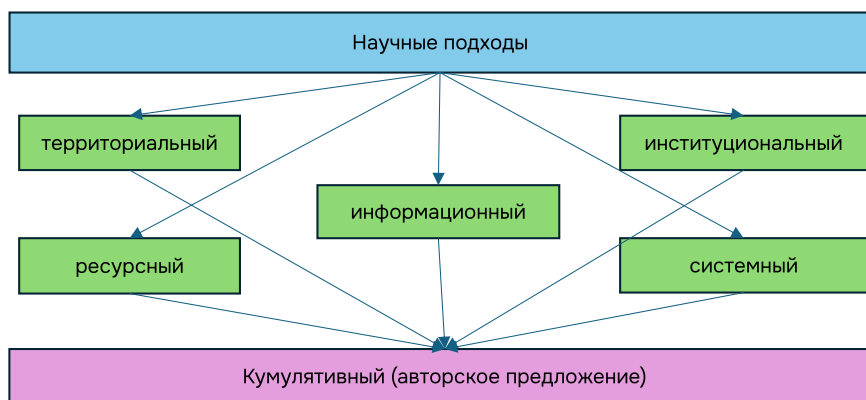 Научные подходы
территориальный
институциональный
информационный
ресурсный
системный
Кумулятивный (авторское предложение)